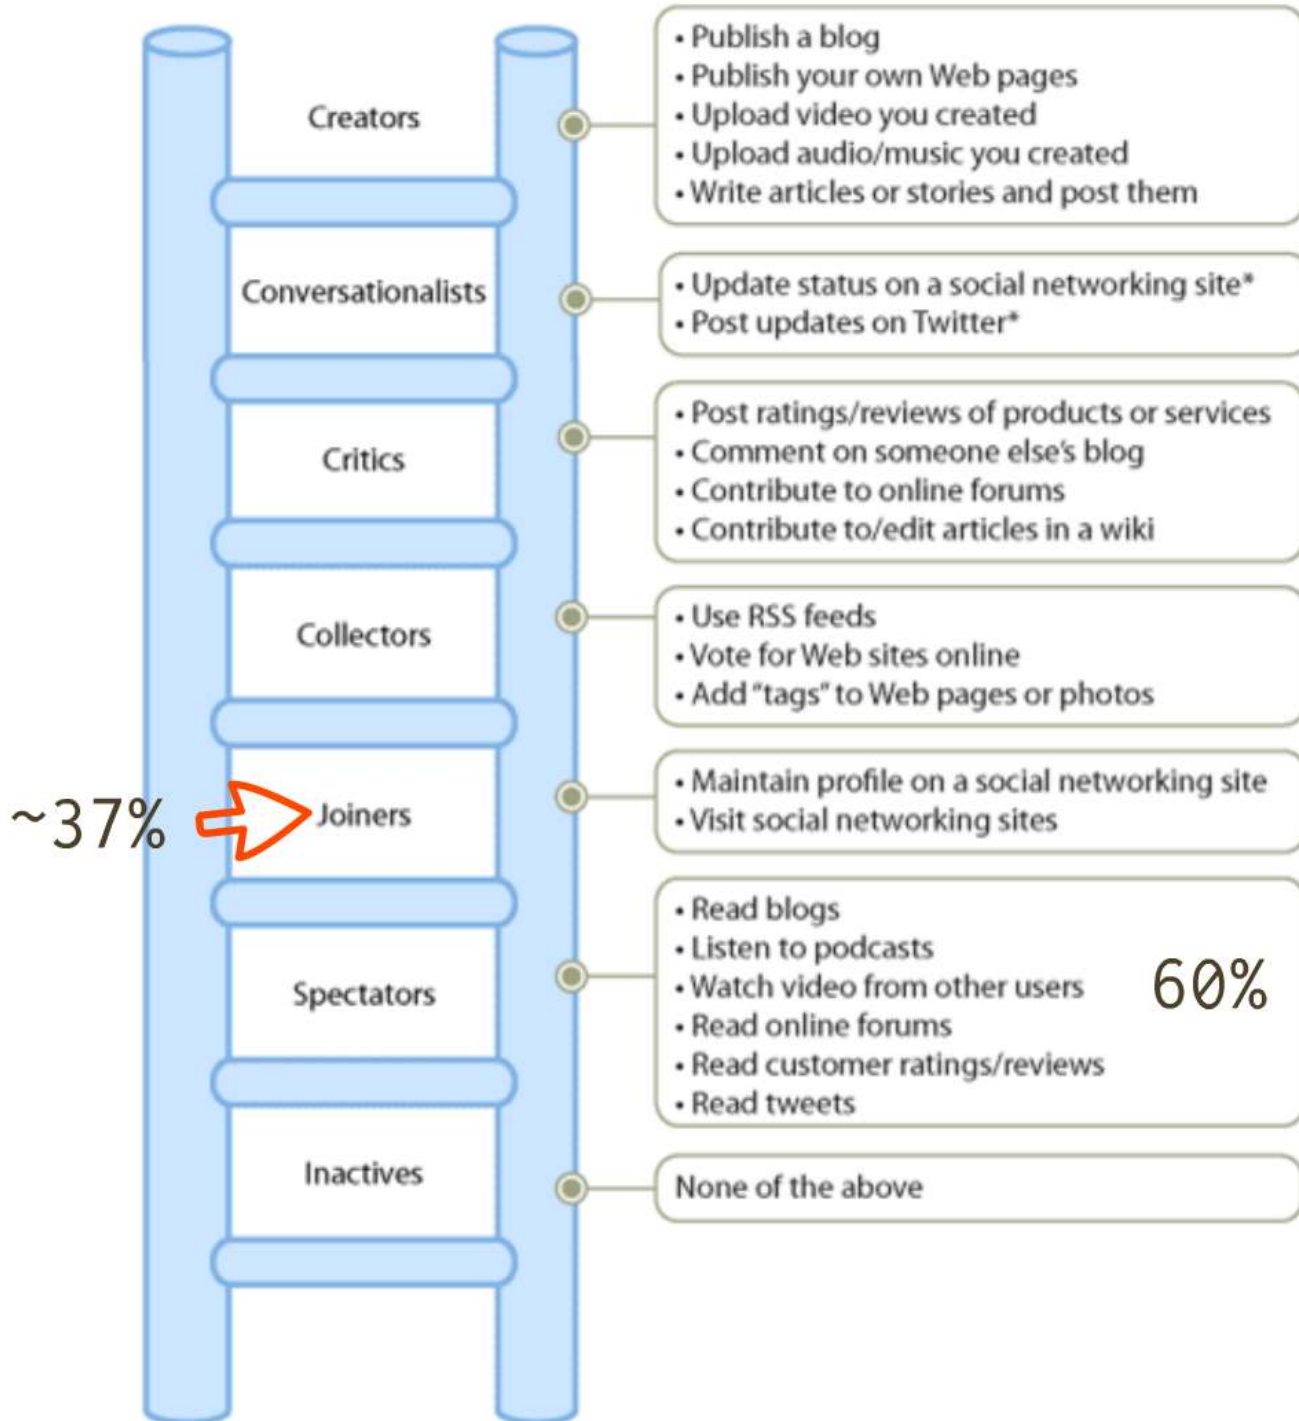 Creators
• Publish a blog
• Publish your own Web pages
• Upload video you created
• Upload audio/music you created
• Write articles or stories and post them
Conversationalists
• Update status on a social networking site*
• Post updates on Twitter*
Critics
• Post ratings/reviews of products or services
• Comment on someone else's blog
• Contribute to online forums
• Contribute to/edit articles in a wiki
Collectors
• Use RSS feeds
• Vote for Web sites online
• Add “tags” to Web pages or photos
~37%
Joiners
• Maintain profile on a social networking site
• Visit social networking sites
Spectators
• Read blogs
• Listen to podcasts
• Watch video from other users
• Read online forums
• Read customer ratings/reviews
• Read tweets
60%
Inactives
None of the above